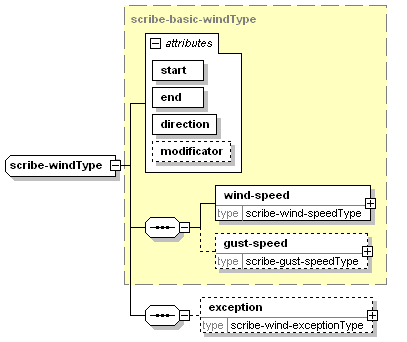 scribe-basic-windType
attributes
start
end
direction
modificator
scribe-windType
wind-speed
type scribe-wind-speedType
gust-speed
type scribe-gust-speedType
exception
type scribe-wind-exceptionType